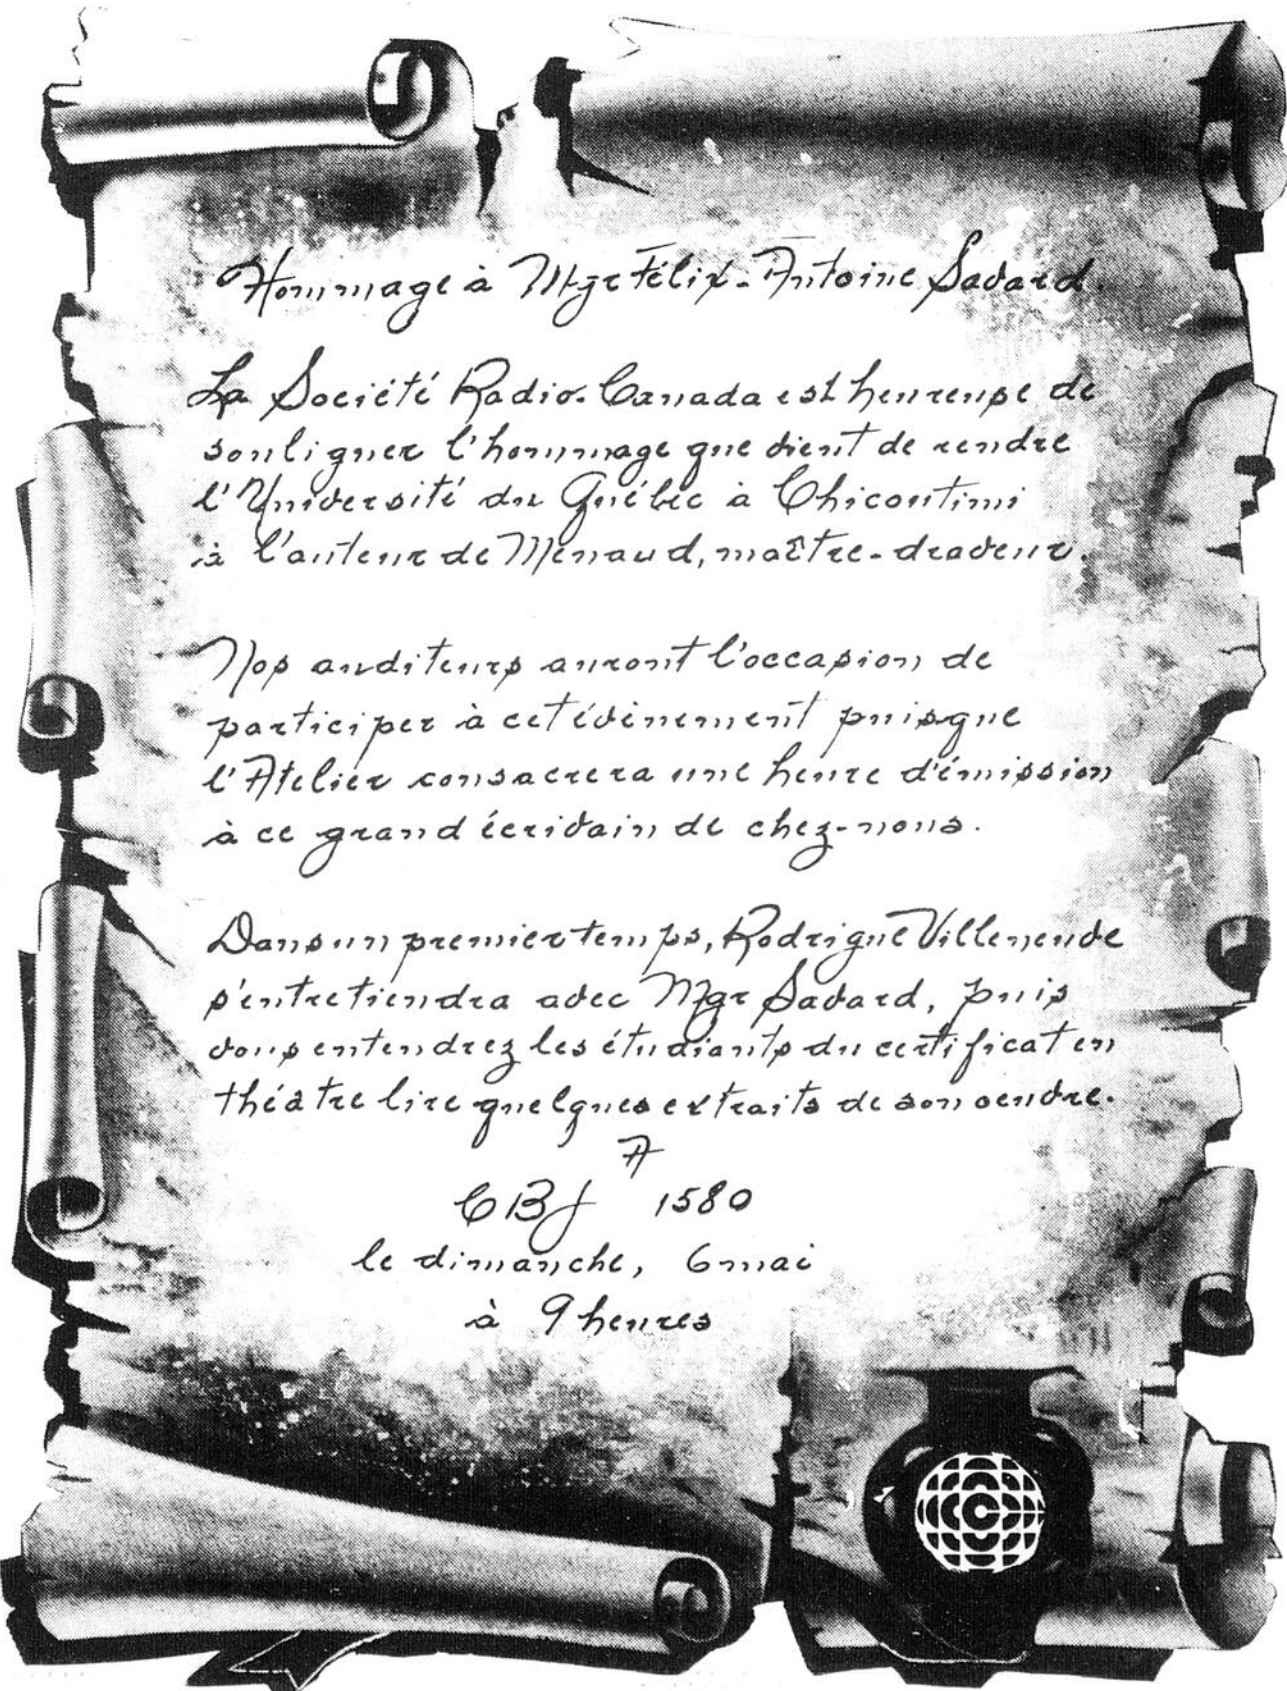 Hommage à Mgr Félix-Antoine Savard.
La Société Radio-Canada est heureuse de
souligner l'hommage que vient de rendre
l'Université du Québec à Chicoutimi
à l'auteur de Menaud, maître-draveur.
Nos auditeurs auront l'occasion de
participer à cet évènement puisque
l'Atelier consacrera une heure d'émission
à ce grand écrivain de chez-nous.
Dans un premier temps, Rodrigue Villeneuve
s'entretiendra avec Mgr Savard, puis
vous entendrez les étudiants du certificat en
théâtre lire quelques extraits de son oeuvre.
A
CBJ 1580
le dimanche, 6 mai
à 9 heures